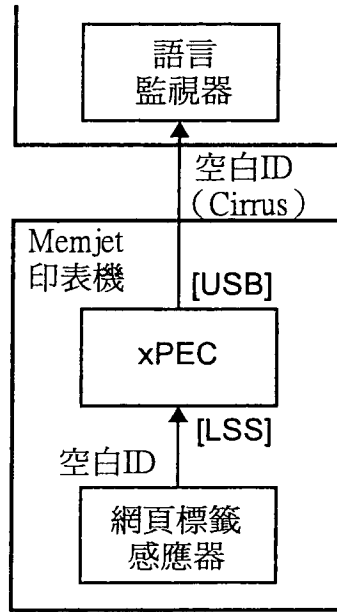 語言
監視器
空白ID
（Cirrus）
Memjet
印表機
[USB]
xPEC
[LSS]
空白ID
網頁標籤
感應器